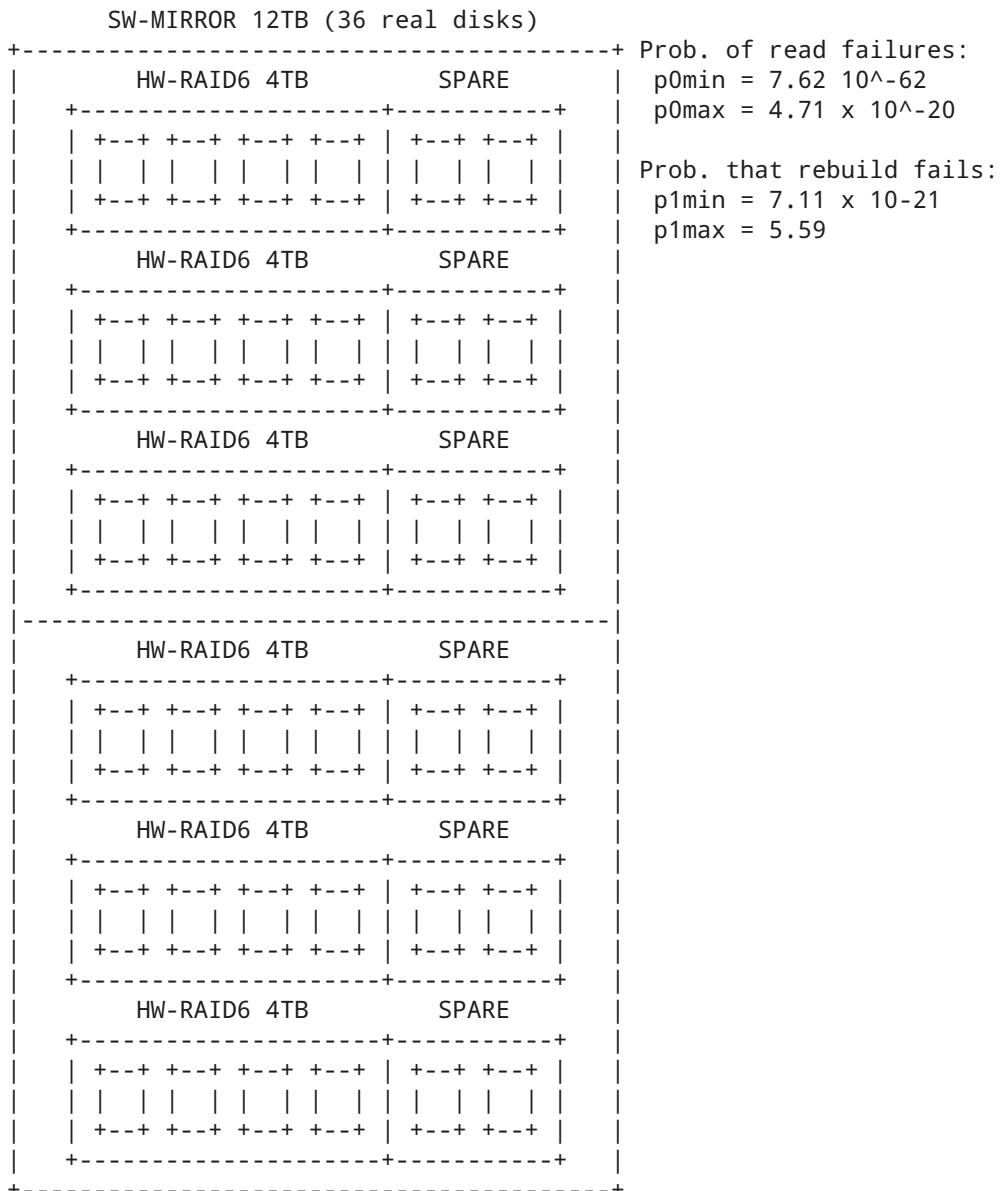 SW-MIRROR 12TB (36 real disks)
Prob. of read failures:
HW-RAID6 4TB SPARE
p0min = 7.62 10^-62
p0max = 4.71 x 10^-20
Prob. that rebuild fails:
p1min = 7.11 x 10-21
p1max = 5.59
HW-RAID6 4TB SPARE
HW-RAID6 4TB SPARE
HW-RAID6 4TB SPARE
HW-RAID6 4TB SPARE
HW-RAID6 4TB SPARE